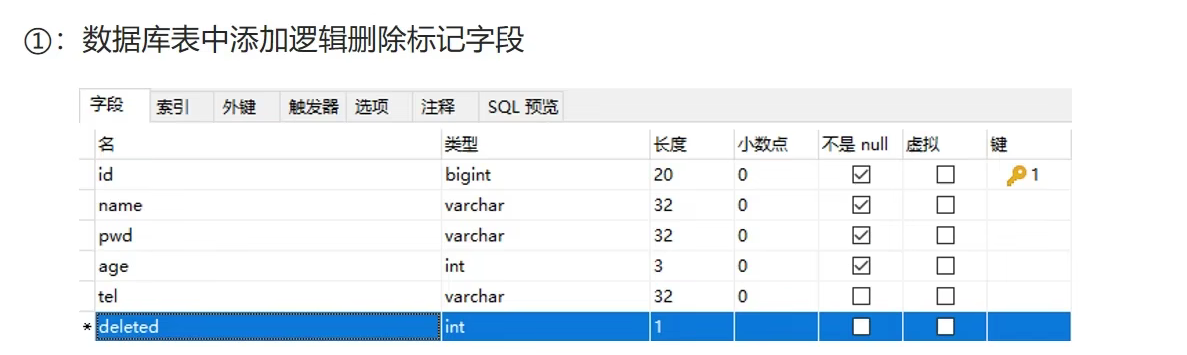 ①：数据库表中添加逻辑删除标记字段
字段 索引 外键 触发器 选项 注释 SQL 预览
名 类型 长度 小数点 不是 null 虚拟 键
id bigint 20 0 1
name varchar 32 0
pwd varchar 32 0
age int 3 0
tel varchar 32 0
* deleted int 1